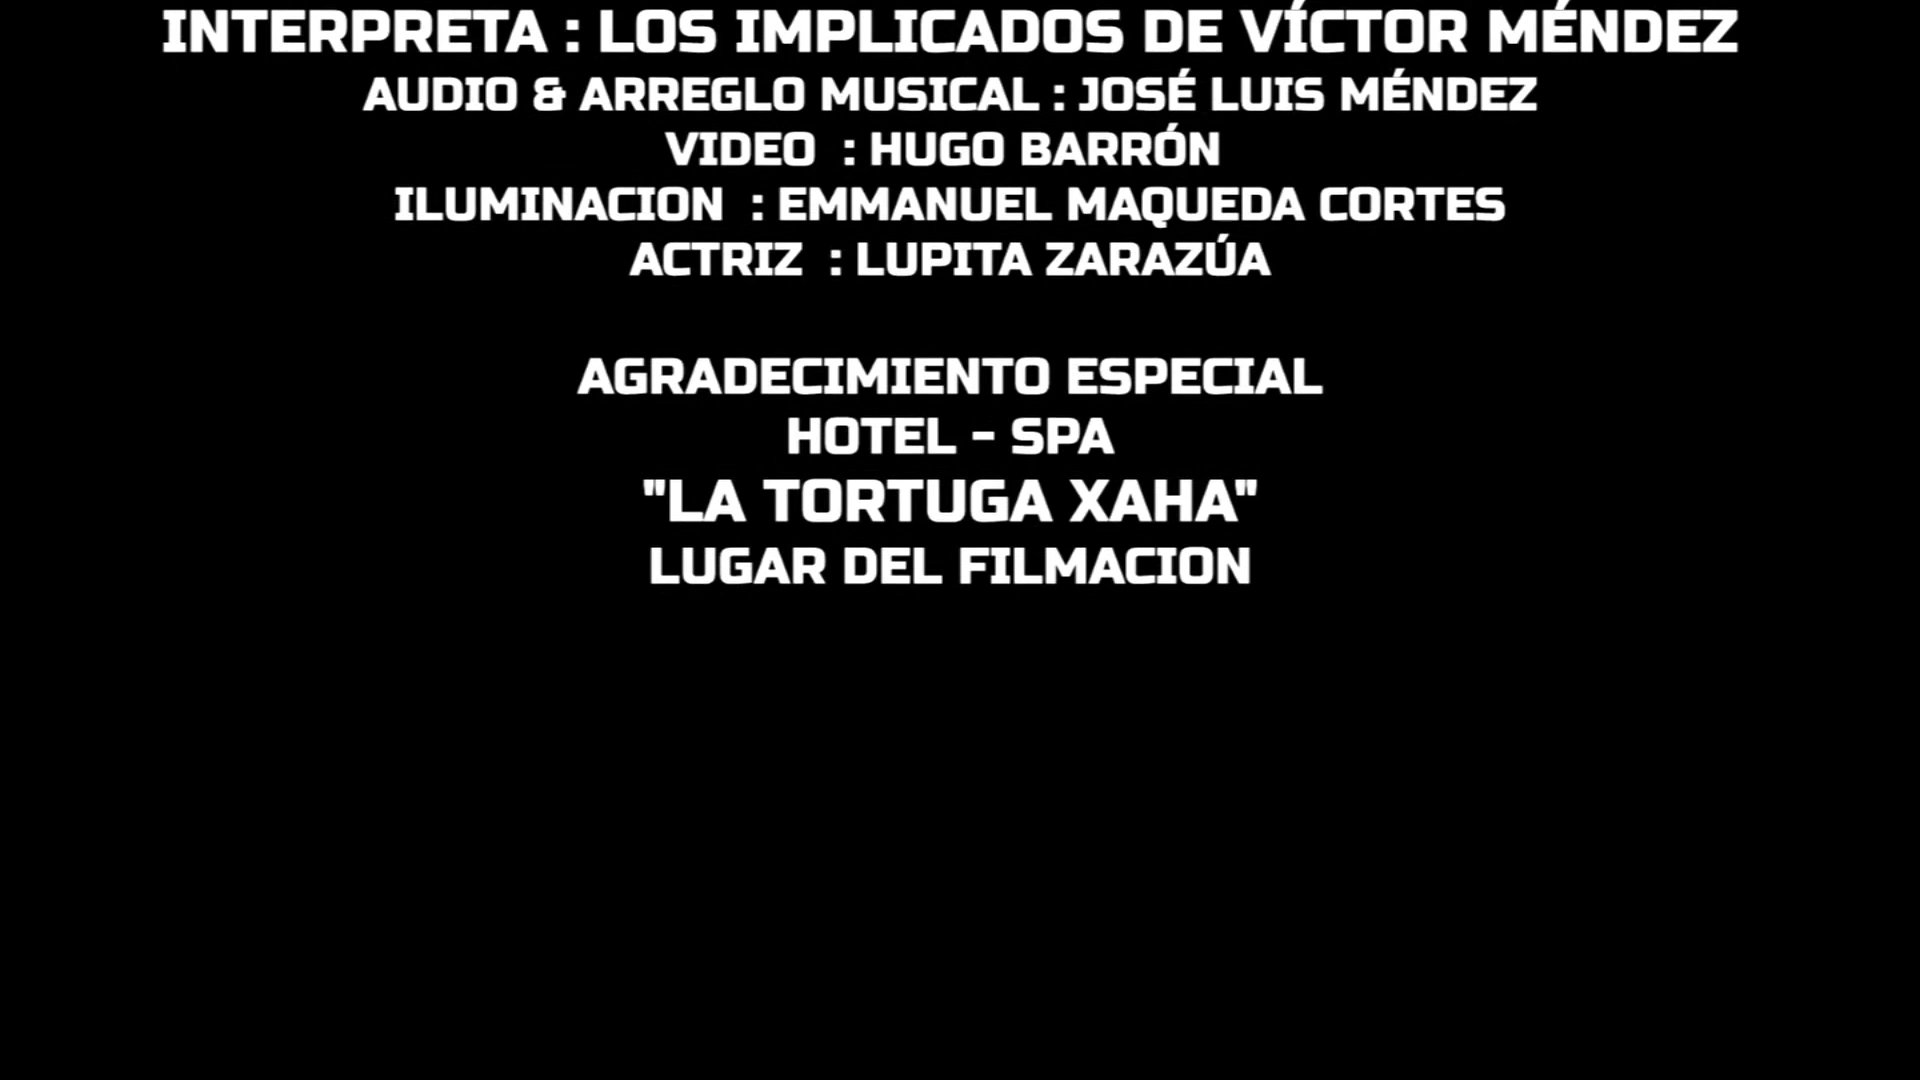 INTERPRETA : LOS IMPLICADOS DE VÍCTOR MÉNDEZ
AUDIO & ARREGLO MUSICAL : JOSÉ LUIS MÉNDEZ
VIDEO : HUGO BARRÓN
ILUMINACION : EMMANUEL MAQUEDA CORTES
ACTRIZ : LUPITA ZARAZÚA
AGRADECIMIENTO ESPECIAL
HOTEL - SPA
"LA TORTUGA XAHA"
LUGAR DEL FILMACION